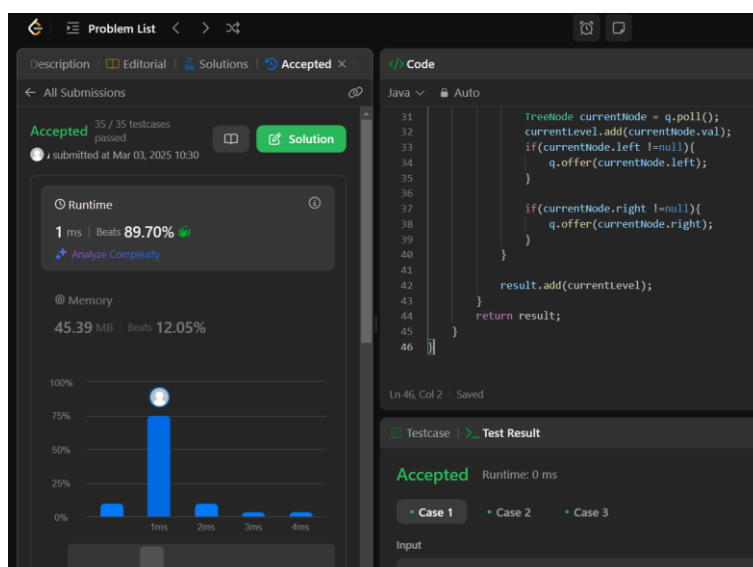 Problem List
Description | Editorial | Solutions | Accepted
All Submissions
Accepted 35 / 35 testcases passed
submitted at Mar 03, 2025 10:30
Solution
Runtime
1 ms | Beats 89.70%
Analyze Complexity
Memory
45.39 MB | Beats 12.05%
100%
75%
50%
25%
0%
1ms 2ms 3ms 4ms
</> Code
Java Auto
31 TreeNode currentNode = q.poll();
32 currentLevel.add(currentNode.val);
33 if(currentNode.left !=null){
34 q.offer(currentNode.left);
35 }
36
37 if(currentNode.right !=null){
38 q.offer(currentNode.right);
39 }
40 }
41
42 result.add(currentLevel);
43 }
44 return result;
45 }
46 }
Ln 46, Col 2 | Saved
Testcase | >_ Test Result
Accepted Runtime: 0 ms
• Case 1 • Case 2 • Case 3
Input